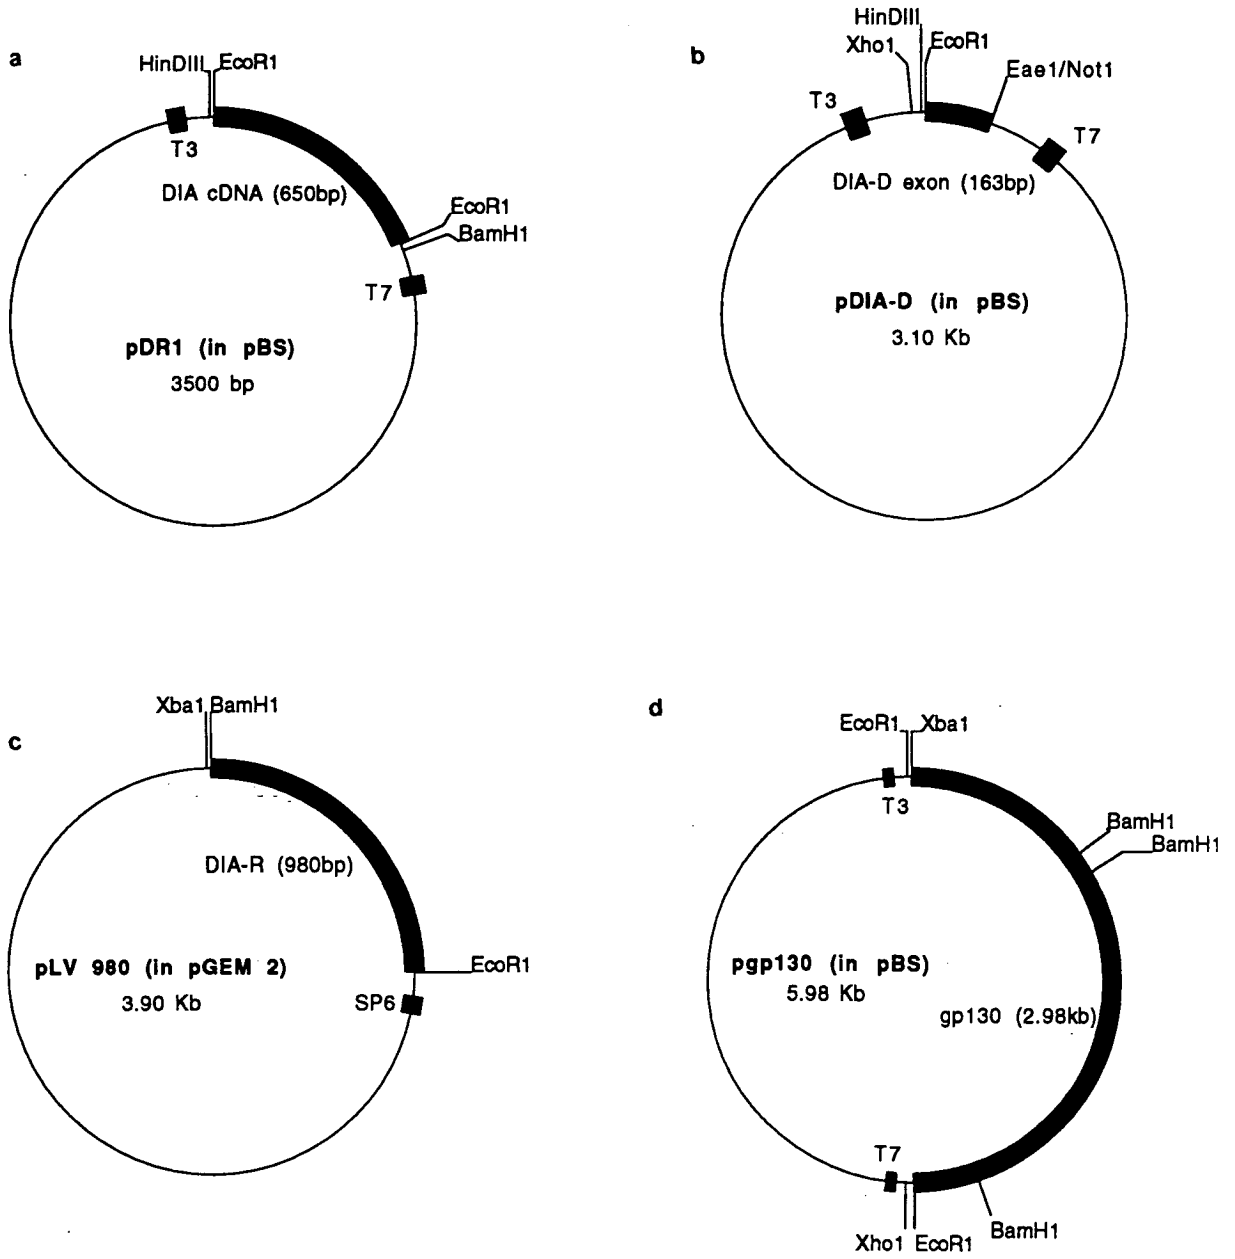 a
HinDIII EcoR1
T3
DIA cDNA (650bp)
EcoR1
BamH1
T7
pDR1 (in pBS)
3500 bp
b
HinDIII
Xho1
EcoR1
Eae1/Not1
T3
T7
DIA-D exon (163bp)
pDIA-D (in pBS)
3.10 Kb
c
Xba1 BamH1
DIA-R (980bp)
pLV 980 (in pGEM 2)
3.90 Kb
EcoR1
SP6
d
EcoR1 Xba1
T3
BamH1
BamH1
pgp130 (in pBS)
5.98 Kb
gp130 (2.98kb)
T7
Xho1 EcoR1
BamH1